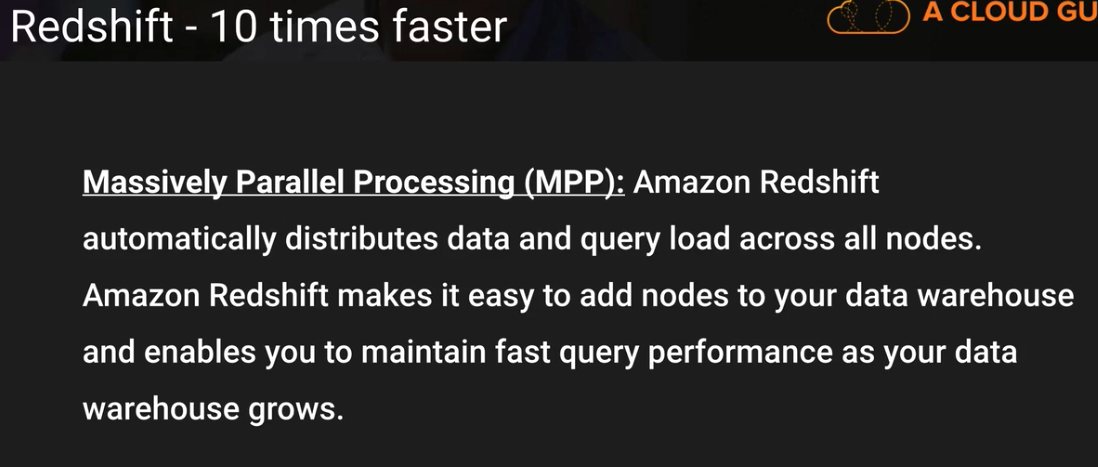 Redshift - 10 times faster
A CLOUD GU
Massively Parallel Processing (MPP): Amazon Redshift
automatically distributes data and query load across all nodes.
Amazon Redshift makes it easy to add nodes to your data warehouse
and enables you to maintain fast query performance as your data
warehouse grows.